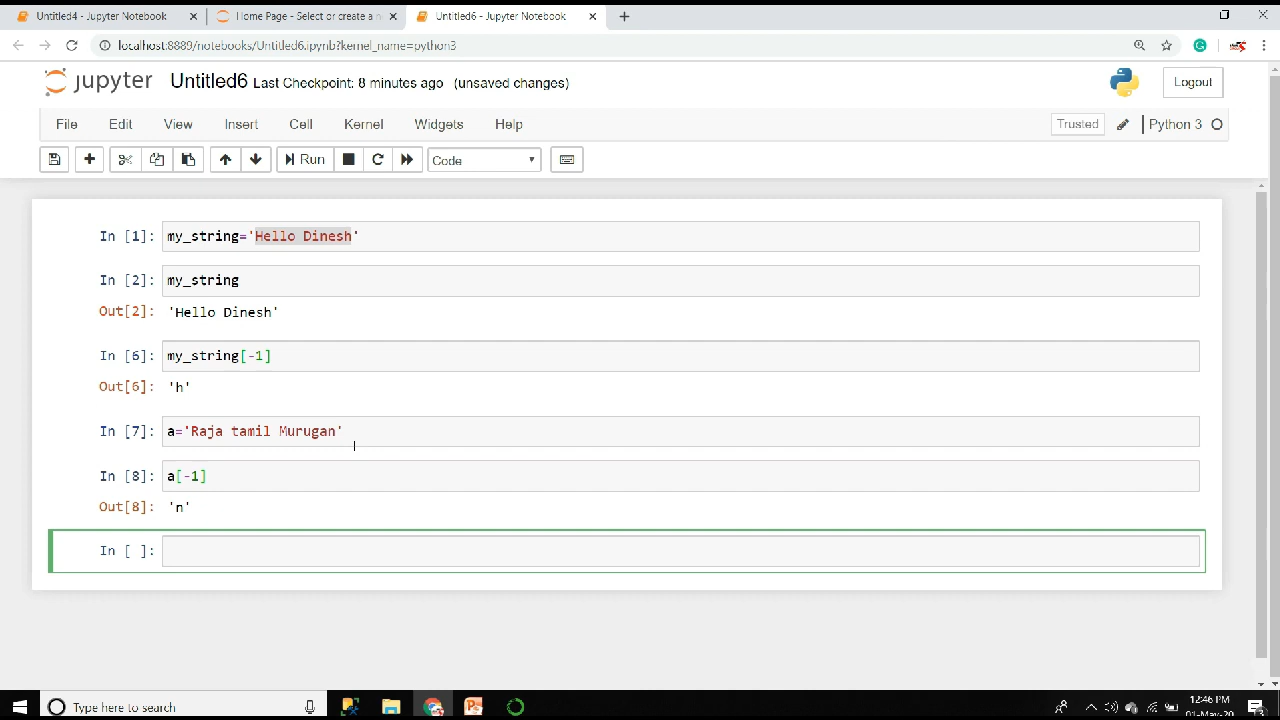 Untitled4 - Jupyter Notebook
Home Page - Select or create a n
Untitled6 - Jupyter Notebook
localhost:8889/notebooks/Untitled6.ipynb?kernel_name=python3
jupyter Untitled6 Last Checkpoint: 8 minutes ago (unsaved changes)
Logout
File Edit View Insert Cell Kernel Widgets Help
Trusted
Python 3
Run
Code
In [1]: my_string='Hello Dinesh'
In [2]: my_string
Out[2]: 'Hello Dinesh'
In [6]: my_string[-1]
Out[6]: 'h'
In [7]: a='Raja tamil Murugan'
In [8]: a[-1]
Out[8]: 'n'
In [ ]:
Type here to search
12:46 PM
01-May-20